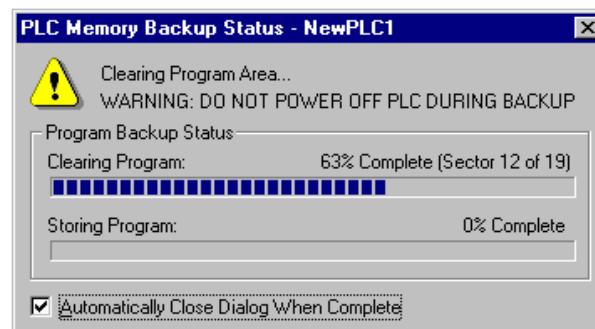 PLC Memory Backup Status - NewPLC1
Clearing Program Area...
WARNING: DO NOT POWER OFF PLC DURING BACKUP
Program Backup Status
Clearing Program: 63% Complete (Sector 12 of 19)
Storing Program: 0% Complete
Automatically Close Dialog When Complete